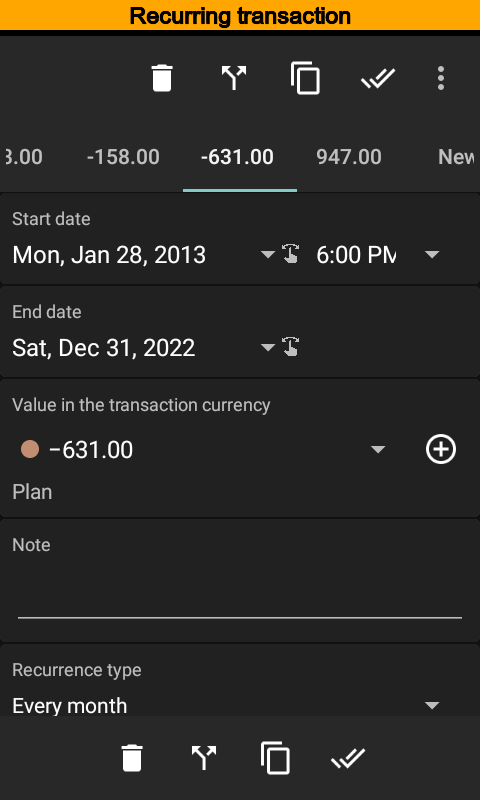 Recurring transaction
3.00 -158.00 -631.00 947.00 New
Start date
Mon, Jan 28, 2013 6:00 PM
End date
Sat, Dec 31, 2022
Value in the transaction currency
−631.00
Plan
Note
Recurrence type
Every month